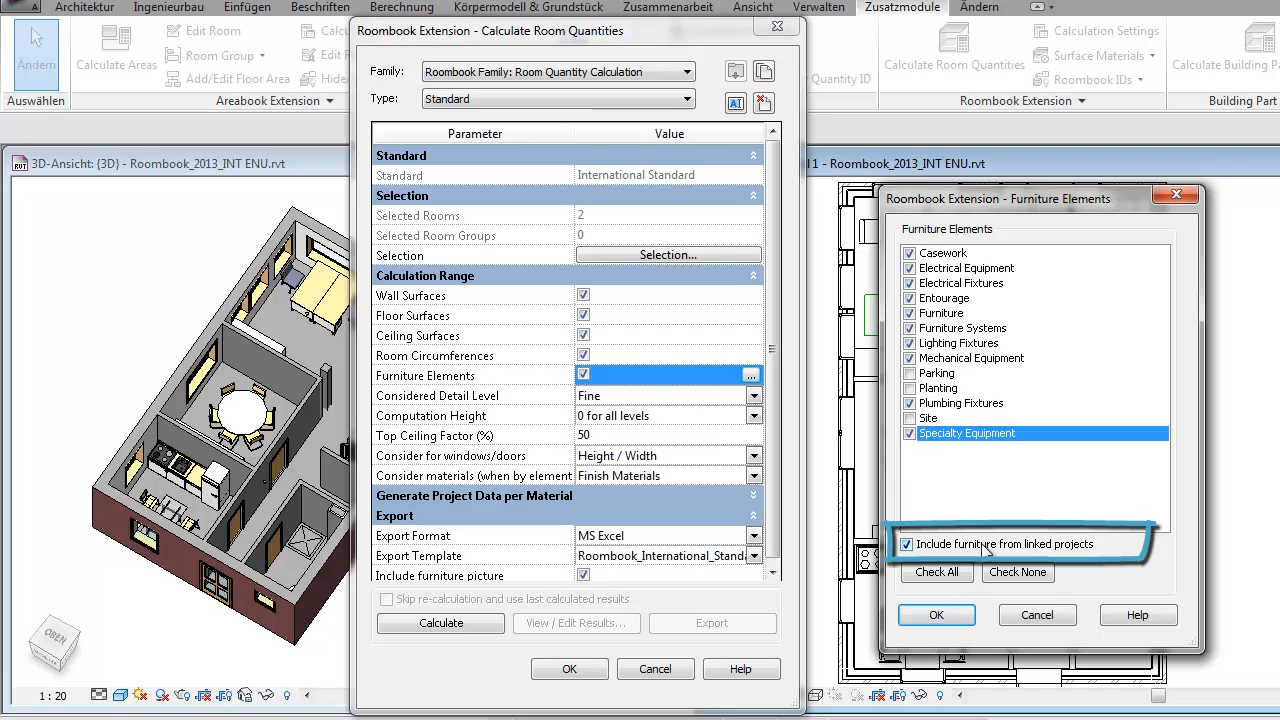 Architektur Ingenieurbau Einfügen Beschriften Berechnung Körpermodell & Grundstück Zusammenarbeit Ansicht Verwalten Zusatzmodule Ändern
Ändern
Auswählen
Calculate Areas
Edit Room
Room Group
Add/Edit Floor Area
Areabook Extension
Calculate Room Quantities
Calculation Settings
Surface Materials
Roombook IDs
Roombook Extension
Building Part
Quantity ID
3D-Ansicht: {3D} - Roombook_2013_INT ENU.rvt
1 - Roombook_2013_INT ENU.rvt
OBEN
1 : 20
Roombook Extension - Calculate Room Quantities
Family: Roombook Family: Room Quantity Calculation
Type: Standard
Parameter Value
Standard
Standard International Standard
Selection
Selected Rooms 2
Selected Room Groups 0
Selection Selection...
Calculation Range
Wall Surfaces
Floor Surfaces
Ceiling Surfaces
Room Circumferences
Furniture Elements ...
Considered Detail Level Fine
Computation Height 0 for all levels
Top Ceiling Factor (%) 50
Consider for windows/doors Height / Width
Consider materials (when by element Finish Materials
Generate Project Data per Material
Export
Export Format MS Excel
Export Template Roombook_International_Standa
Include furniture picture
Skip re-calculation and use last calculated results
Calculate View / Edit Results... Export
OK Cancel Help
Roombook Extension - Furniture Elements
Furniture Elements
Casework
Electrical Equipment
Electrical Fixtures
Entourage
Furniture
Furniture Systems
Lighting Fixtures
Mechanical Equipment
Parking
Planting
Plumbing Fixtures
Site
Specialty Equipment
Include furniture from linked projects
Check All Check None
OK Cancel Help